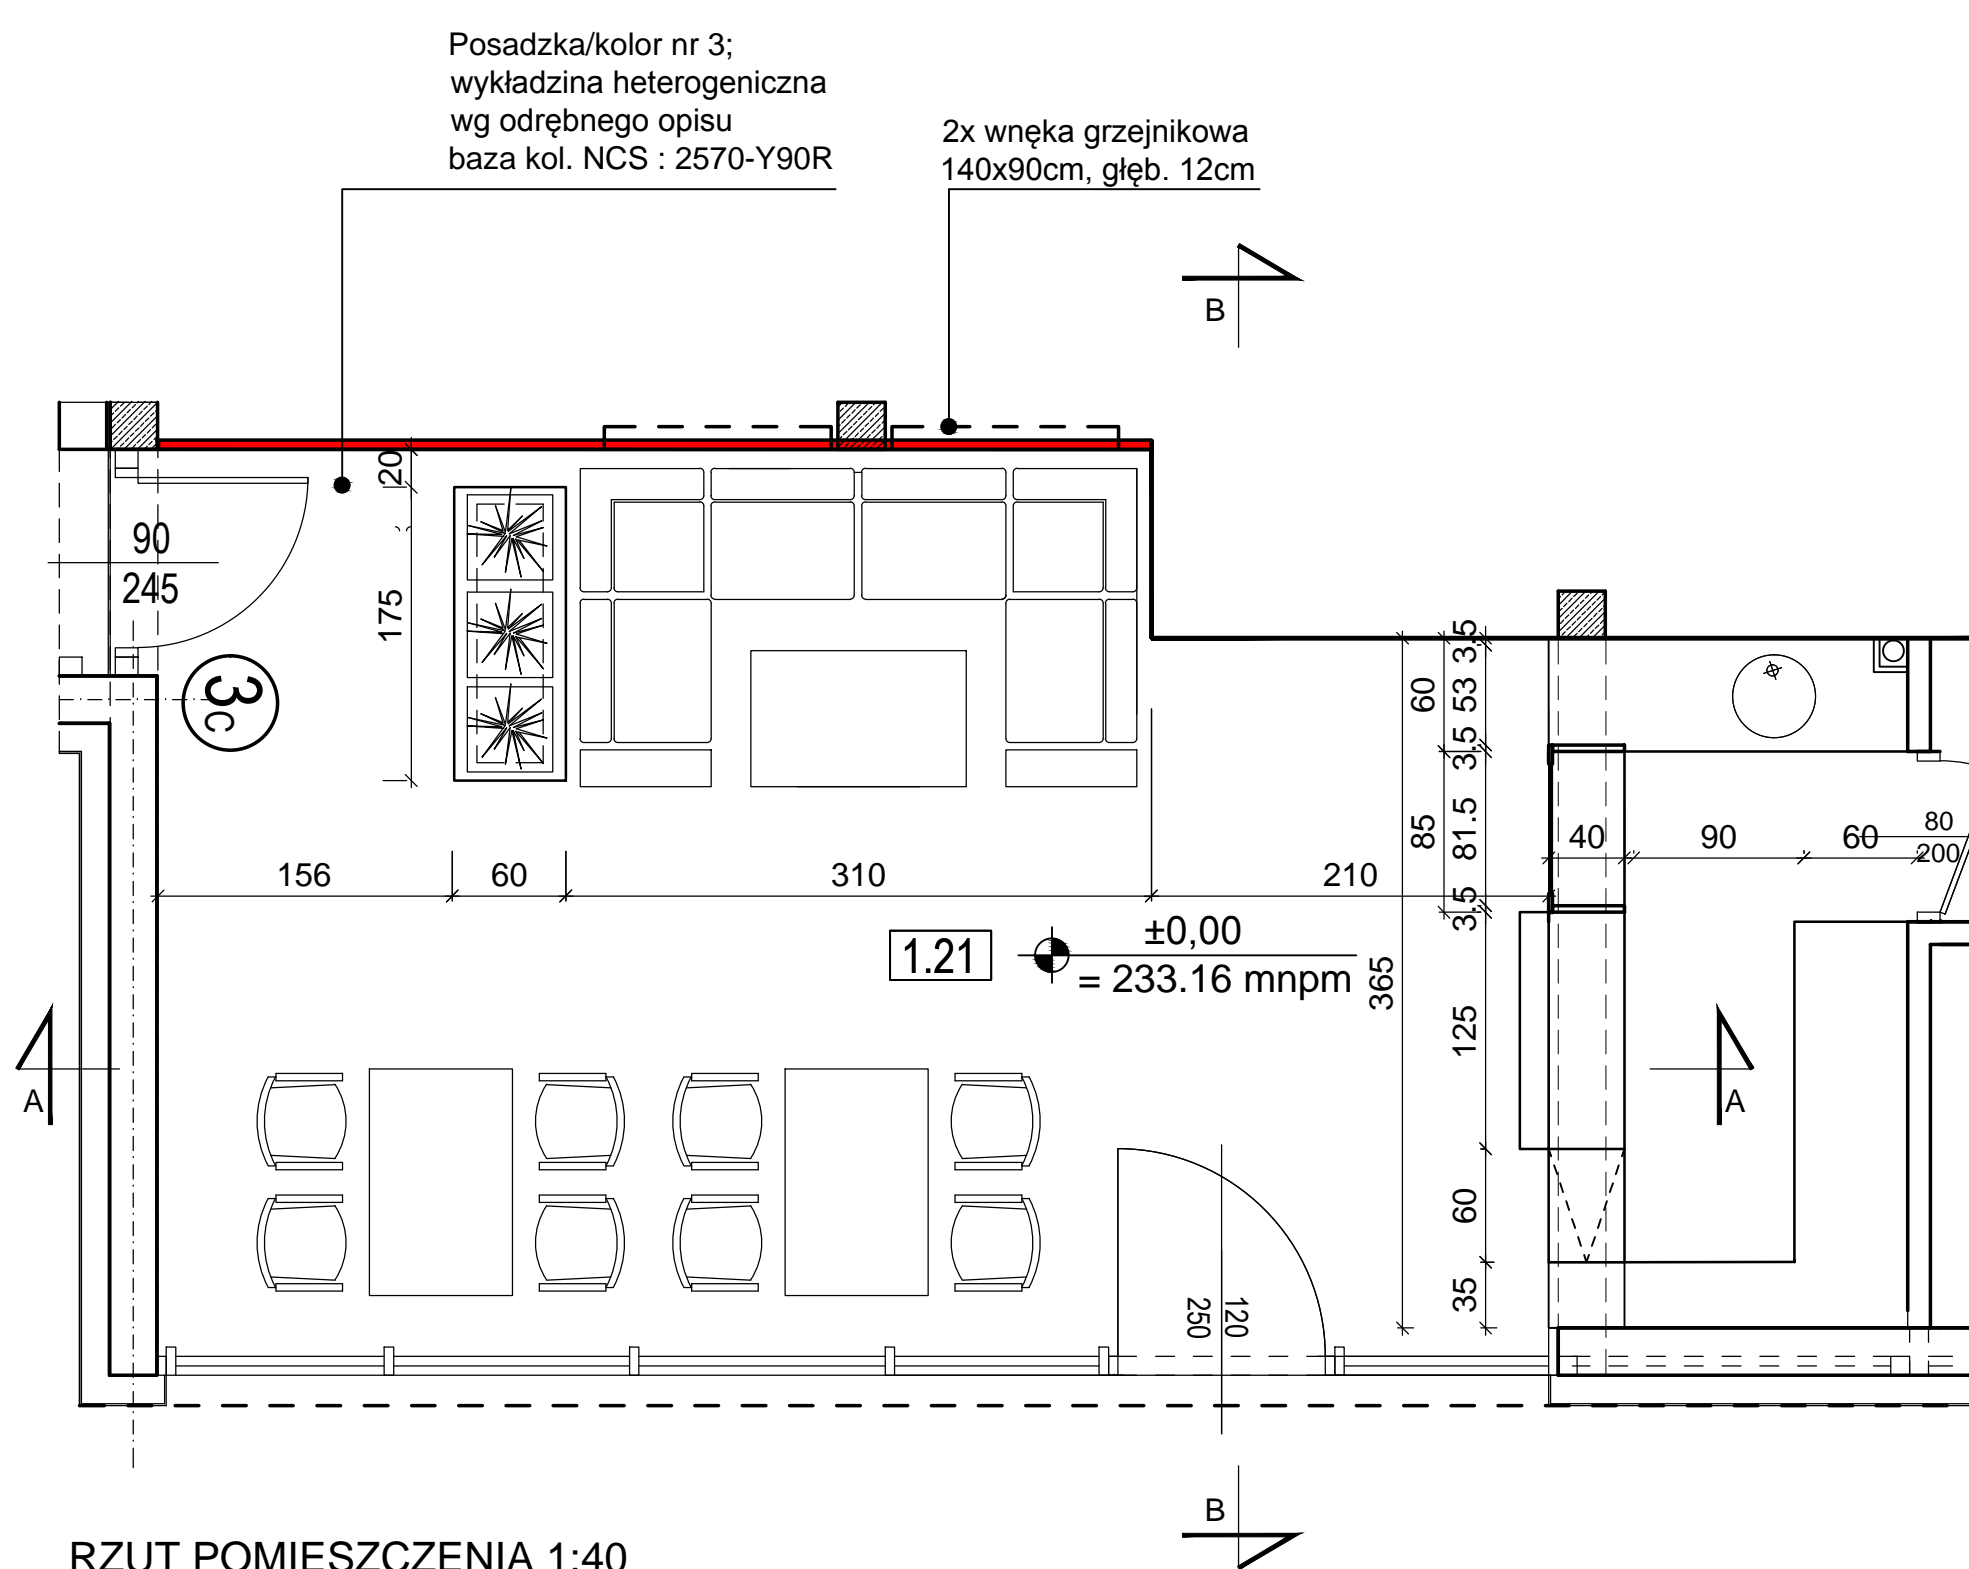 Posadzka/kolor nr 3;
wykładzina heterogeniczna
wg odrębnego opisu
baza kol. NCS : 2570-Y90R
2x wnęka grzejnikowa
140x90cm, głęb. 12cm
B
20
90
245
175
3c
3.5
53
60
3.5
81.5
85
3.5
40
90
60
80
200
156
60
310
210
1.21
±0,00
= 233.16 mnpm
365
125
A
A
60
35
120
250
B
RZUT POMIESZCZENIA 1:40